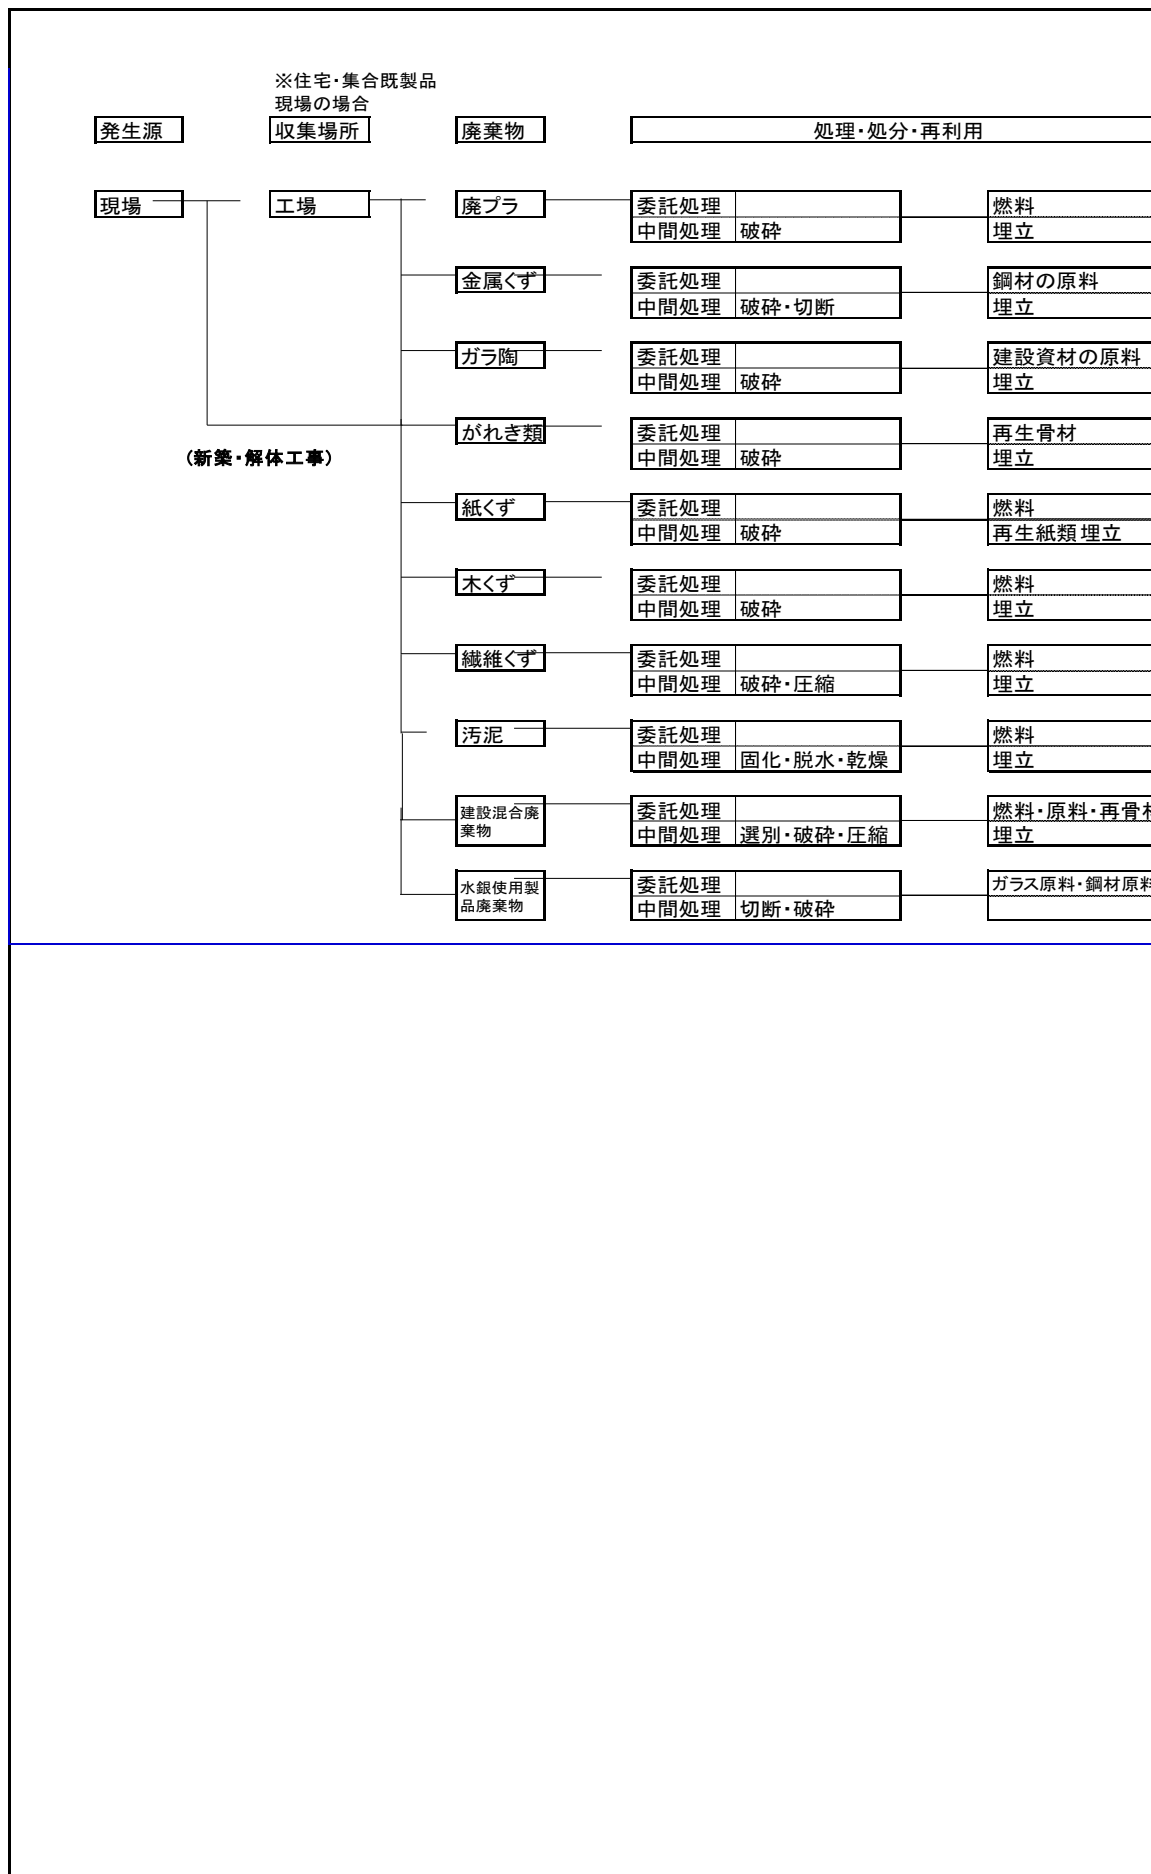 ※住宅・集合既製品
現場の場合
発生源 収集場所 廃棄物 処理・処分・再利用
現場 工場 廃プラ 委託処理 燃料
中間処理 破砕 埋立
金属くず 委託処理 鋼材の原料
中間処理 破砕・切断 埋立
ガラ陶 委託処理 建設資材の原料
中間処理 破砕 埋立
がれき類 委託処理 再生骨材
(新築・解体工事) 中間処理 破砕 埋立
紙くず 委託処理 燃料
中間処理 破砕 再生紙類 埋立
木くず 委託処理 燃料
中間処理 破砕 埋立
繊維くず 委託処理 燃料
中間処理 破砕・圧縮 埋立
汚泥 委託処理 燃料
中間処理 固化・脱水・乾燥 埋立
建設混合廃 委託処理 燃料・原料・再骨材
棄物 中間処理 選別・破砕・圧縮 埋立
水銀使用製 委託処理 ガラス原料・鋼材原料
品廃棄物 中間処理 切断・破砕